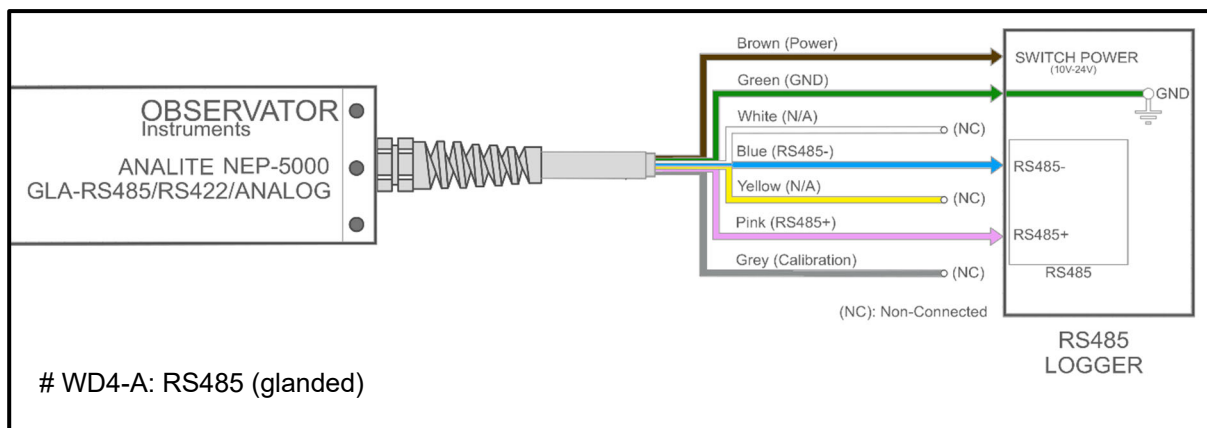 OBSERVATOR
Instruments
ANALITE NEP-5000
GLA-RS485/RS422/ANALOG
Brown (Power)
Green (GND)
White (N/A)
(NC)
Blue (RS485-)
Yellow (N/A)
(NC)
Pink (RS485+)
Grey (Calibration)
(NC)
(NC): Non-Connected
SWITCH POWER
(10V-24V)
GND
RS485-
RS485+
RS485
RS485
LOGGER
# WD4-A: RS485 (glanded)